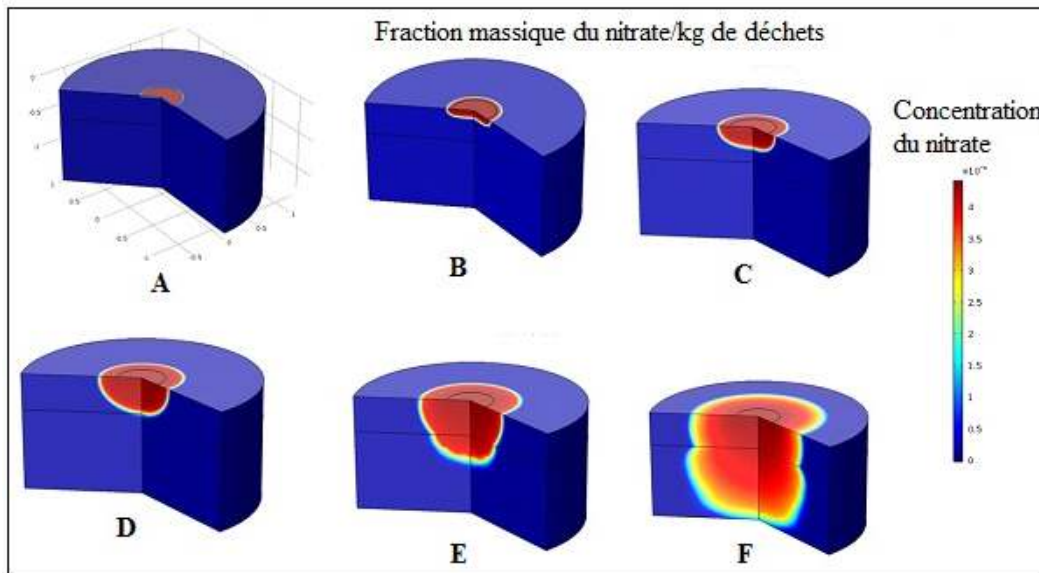 Fraction massique du nitrate/kg de déchets
Concentration
du nitrate
4
3.5
3
2.5
2
1.5
1
0.5
0
A
B
C
D
E
F